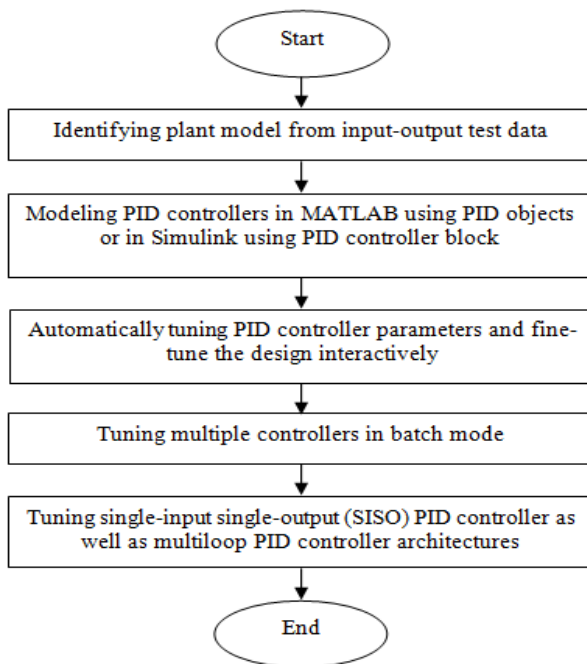 Start
Identifying plant model from input-output test data
Modeling PID controllers in MATLAB using PID objects
or in Simulink using PID controller block
Automatically tuning PID controller parameters and fine-
tune the design interactively
Tuning multiple controllers in batch mode
Tuning single-input single-output (SISO) PID controller as
well as multiloop PID controller architectures
End